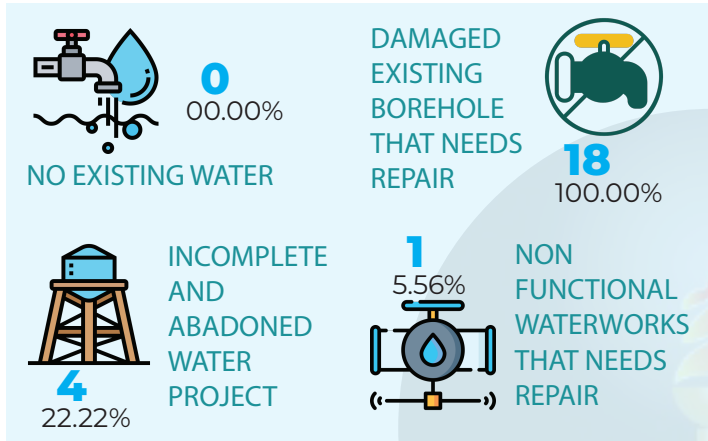 0
00.00%
NO EXISTING WATER
DAMAGED
EXISTING
BOREHOLE
THAT NEEDS
REPAIR
18
100.00%
INCOMPLETE
AND
ABADONED
WATER
PROJECT
4
22.22%
1
5.56%
NON
FUNCTIONAL
WATERWORKS
THAT NEEDS
REPAIR